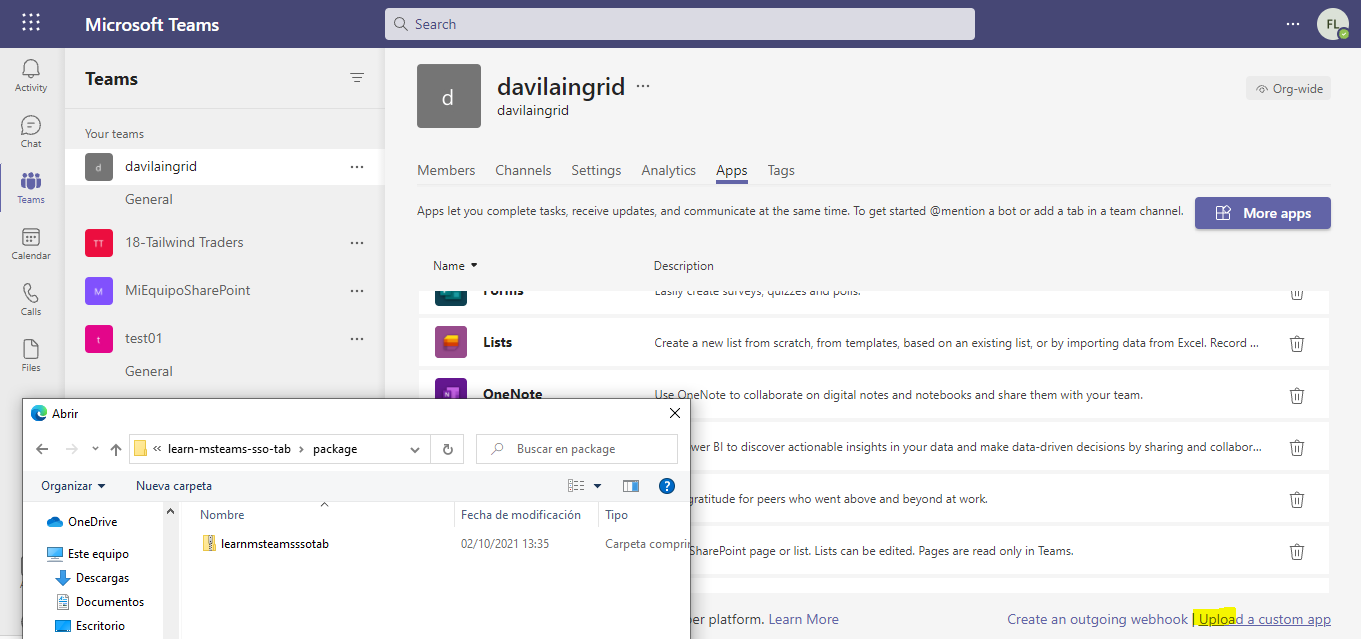 Microsoft Teams
Search
FL
Activity
Chat
Teams
Calendar
Calls
Files
Teams
Your teams
d
davilaingrid
General
TT
18-Tailwind Traders
M
MiEquipoSharePoint
t
test01
General
d
davilaingrid
davilaingrid
Org-wide
Members Channels Settings Analytics Apps Tags
Apps let you complete tasks, receive updates, and communicate at the same time. To get started @mention a bot or add a tab in a team channel.
More apps
Name Description
Forms Easily create surveys, quizzes and polls.
Lists Create a new list from scratch, from templates, based on an existing list, or by importing data from Excel. Record ...
OneNote Use OneNote to collaborate on digital notes and notebooks and share them with your team.
ower BI to discover actionable insights in your data and make data-driven decisions by sharing and collabor...
gratitude for peers who went above and beyond at work.
SharePoint page or list. Lists can be edited. Pages are read only in Teams.
er platform. Learn More
Create an outgoing webhook | Upload a custom app
Abrir
« learn-msteams-sso-tab > package
Buscar en package
Organizar Nueva carpeta
OneDrive
Este equipo
Descargas
Documentos
Escritorio
Nombre Fecha de modificación Tipo
learnmsteamsssotab 02/10/2021 13:35 Carpeta comprir